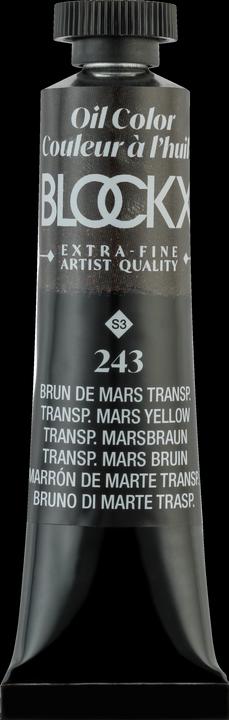 Oil Color
Couleur à l'huil
BLOCKX
EXTRA-FINE
ARTIST QUALITY
S3
243
BRUN DE MARS TRANSP.
TRANSP. MARS YELLOW
TRANSP. MARSBRAUN
TRANSP. MARS BRUIN
MARRÓN DE MARTE TRANSP.
BRUNO DI MARTE TRASP.